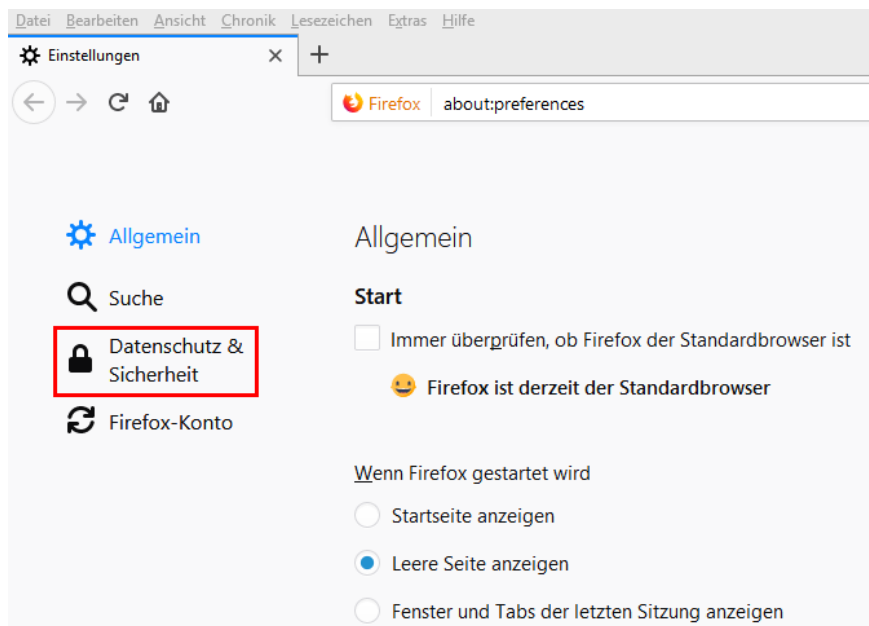 Datei Bearbeiten Ansicht Chronik Lesezeichen Extras Hilfe
Einstellungen
Firefox about:preferences
Allgemein
Suche
Datenschutz &
Sicherheit
Firefox-Konto
Allgemein
Start
Immer überprüfen, ob Firefox der Standardbrowser ist
Firefox ist derzeit der Standardbrowser
Wenn Firefox gestartet wird
Startseite anzeigen
Leere Seite anzeigen
Fenster und Tabs der letzten Sitzung anzeigen